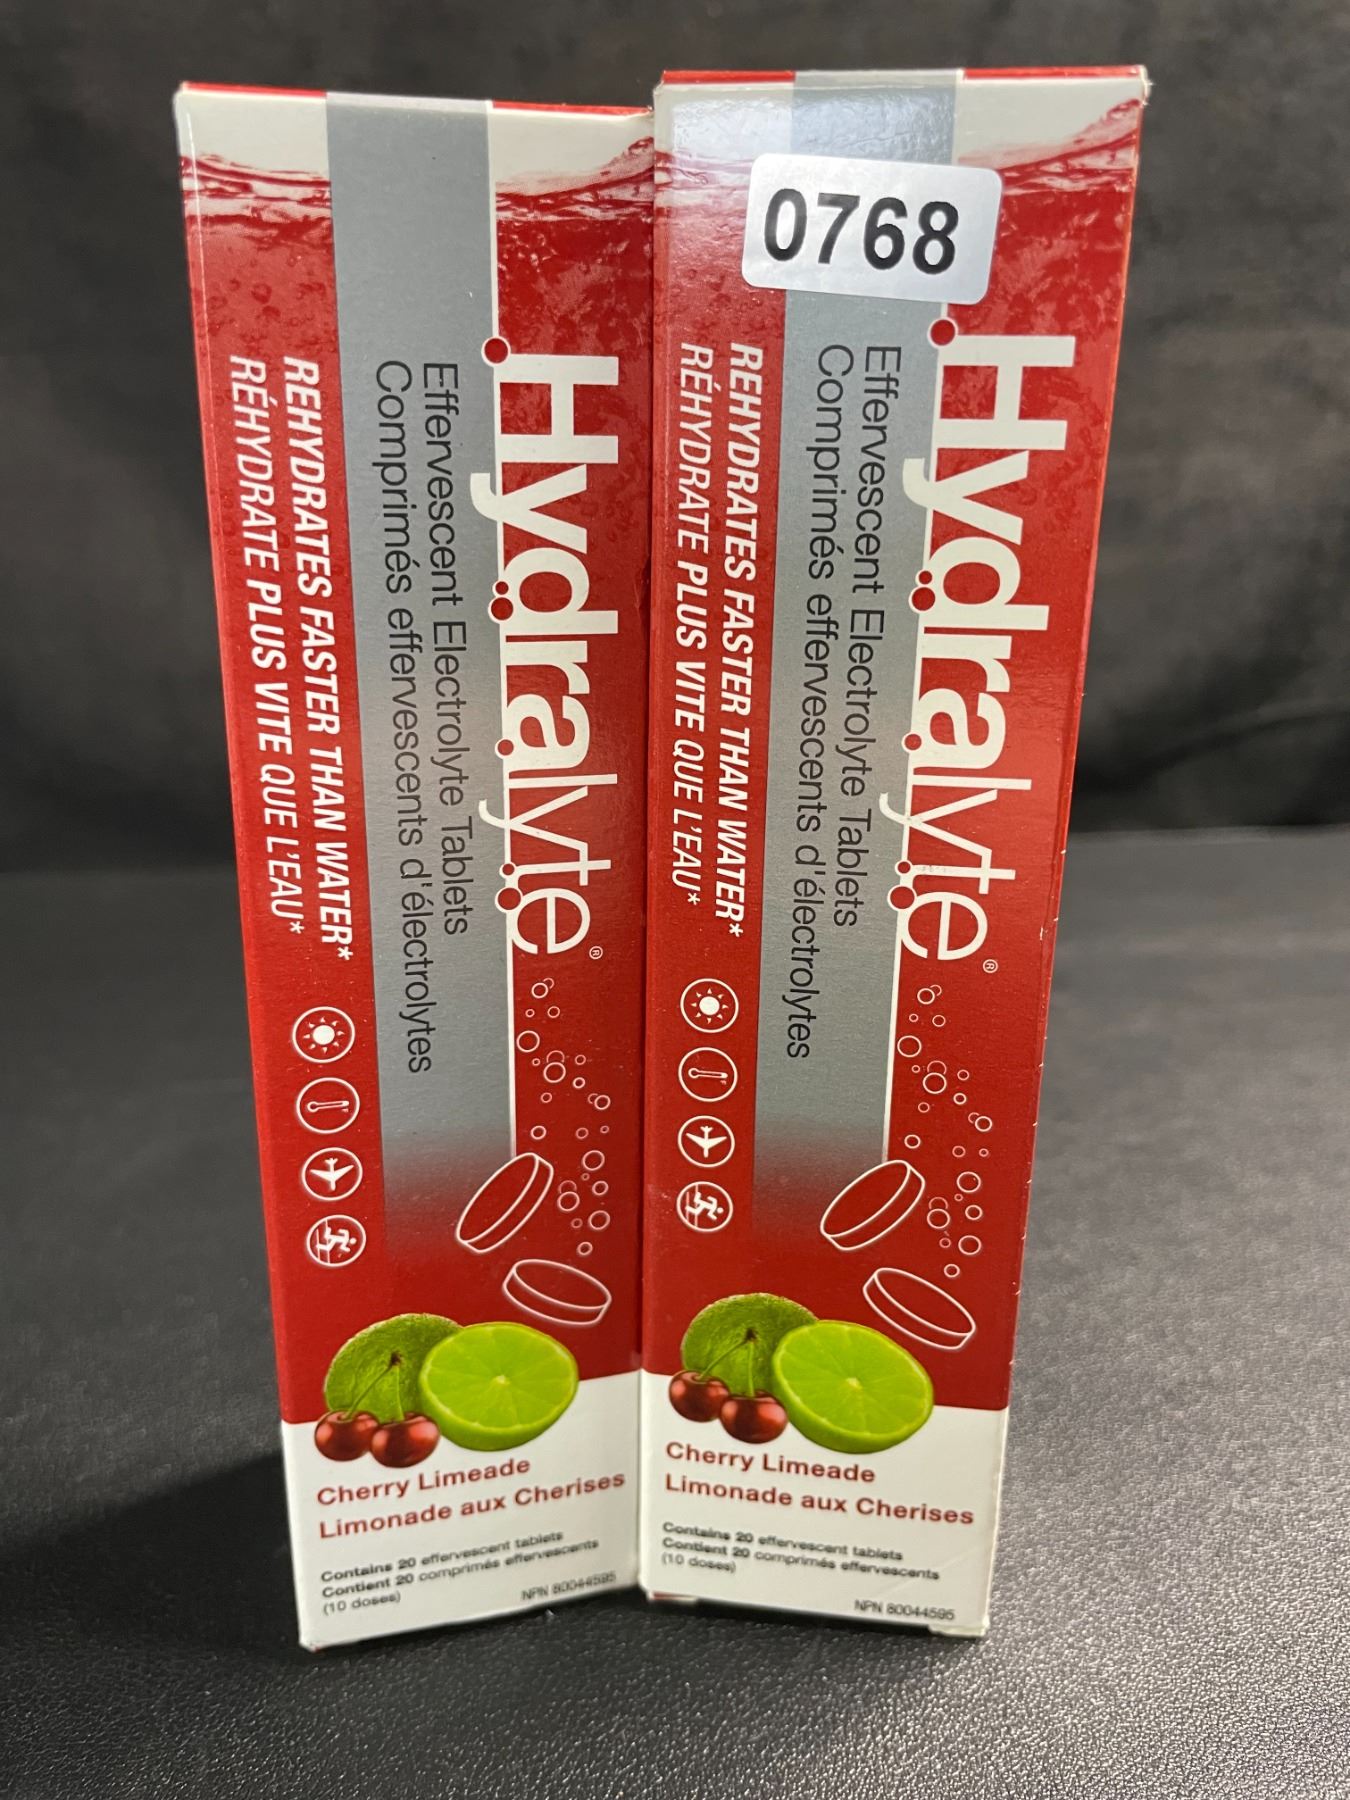 Hydralyte®
Effervescent Electrolyte Tablets
Comprimés effervescents d'électrolytes
REHYDRATES FASTER THAN WATER*
RÉHYDRATE PLUS VITE QUE L'EAU*
Cherry Limeade
Limonade aux Cherises
Contains 20 effervescent tablets
Contient 20 comprimés effervescents
(10 doses)
NPN 80044595
0768
Hydralyte®
Effervescent Electrolyte Tablets
Comprimés effervescents d'électrolytes
REHYDRATES FASTER THAN WATER*
RÉHYDRATE PLUS VITE QUE L'EAU*
Cherry Limeade
Limonade aux Cherises
Contains 20 effervescent tablets
Contient 20 comprimés effervescents
(10 doses)
NPN 80044595